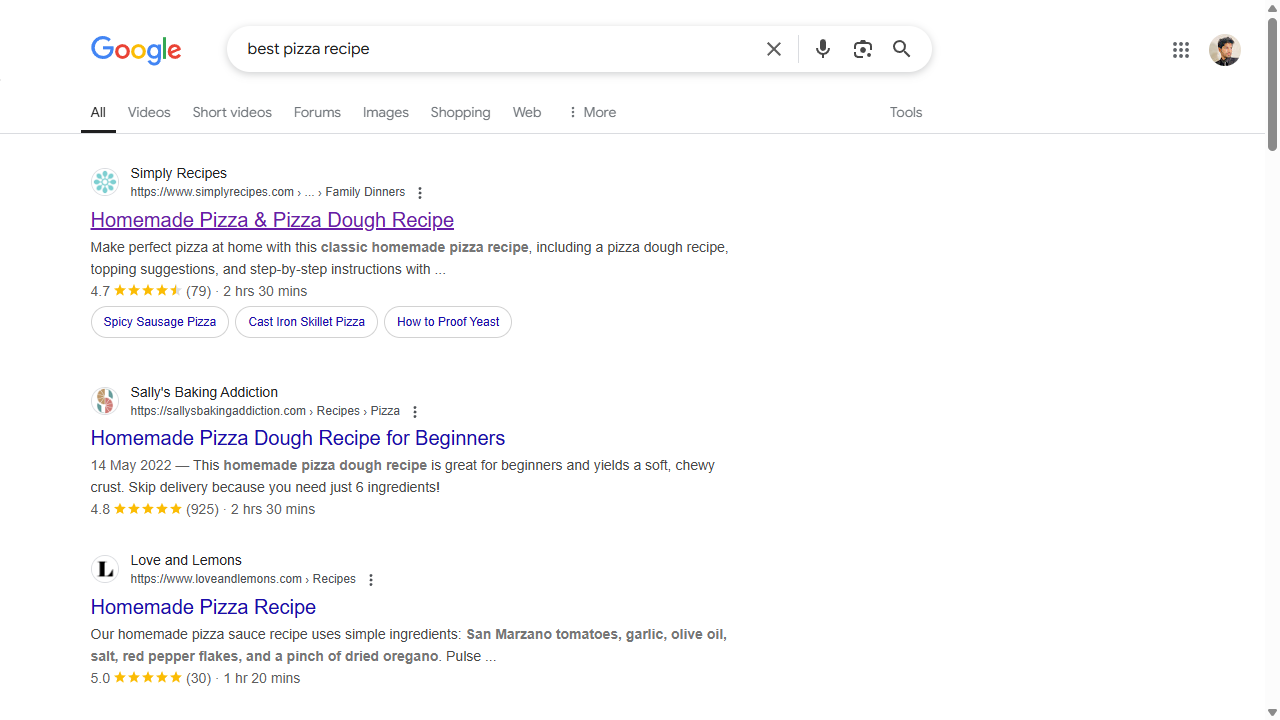 Google
best pizza recipe
All Videos Short videos Forums Images Shopping Web More Tools
Simply Recipes
https://www.simplyrecipes.com › ... › Family Dinners
Homemade Pizza & Pizza Dough Recipe
Make perfect pizza at home with this classic homemade pizza recipe, including a pizza dough recipe,
topping suggestions, and step-by-step instructions with ...
4.7 (79) · 2 hrs 30 mins
Spicy Sausage Pizza Cast Iron Skillet Pizza How to Proof Yeast
Sally's Baking Addiction
https://sallysbakingaddiction.com › Recipes › Pizza
Homemade Pizza Dough Recipe for Beginners
14 May 2022 — This homemade pizza dough recipe is great for beginners and yields a soft, chewy
crust. Skip delivery because you need just 6 ingredients!
4.8 (925) · 2 hrs 30 mins
Love and Lemons
L
https://www.loveandlemons.com › Recipes
Homemade Pizza Recipe
Our homemade pizza sauce recipe uses simple ingredients: San Marzano tomatoes, garlic, olive oil,
salt, red pepper flakes, and a pinch of dried oregano. Pulse ...
5.0 (30) · 1 hr 20 mins